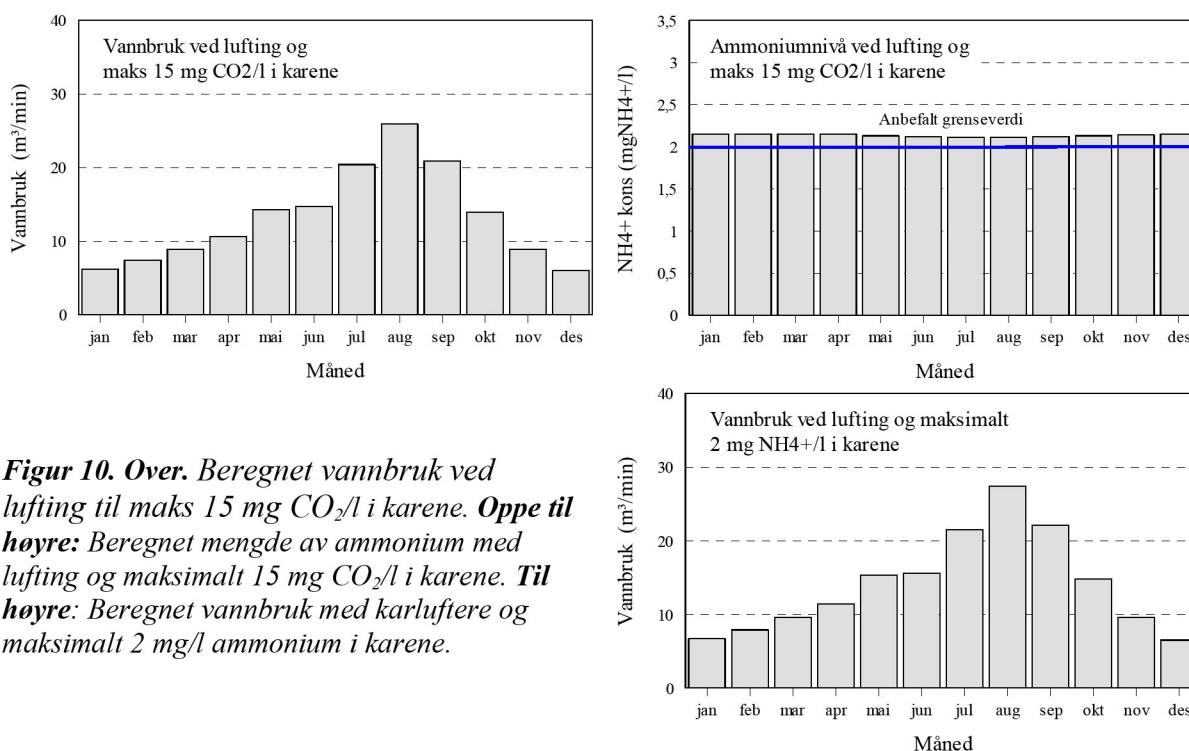 Vannbruk ved lufting og
maks 15 mg CO2/l i karene
Vannbruk (m³/min)
40
30
20
10
0
jan feb mar apr mai jun jul aug sep okt nov des
Måned
Ammoniumnivå ved lufting og
maks 15 mg CO2/l i karene
Anbefalt grenseverdi
NH4+ kons (mgNH4+/l)
3,5
3
2,5
2
1,5
1
0,5
0
jan feb mar apr mai jun jul aug sep okt nov des
Måned
Figur 10. Over. Beregnet vannbruk ved
lufting til maks 15 mg CO₂/l i karene. Oppe til
høyre: Beregnet mengde av ammonium med
lufting og maksimalt 15 mg CO₂/l i karene. Til
høyre: Beregnet vannbruk med karluftere og
maksimalt 2 mg/l ammonium i karene.
Vannbruk ved lufting og maksimalt
2 mg NH4+/l i karene
Vannbruk (m³/min)
40
30
20
10
0
jan feb mar apr mai jun jul aug sep okt nov des
Måned